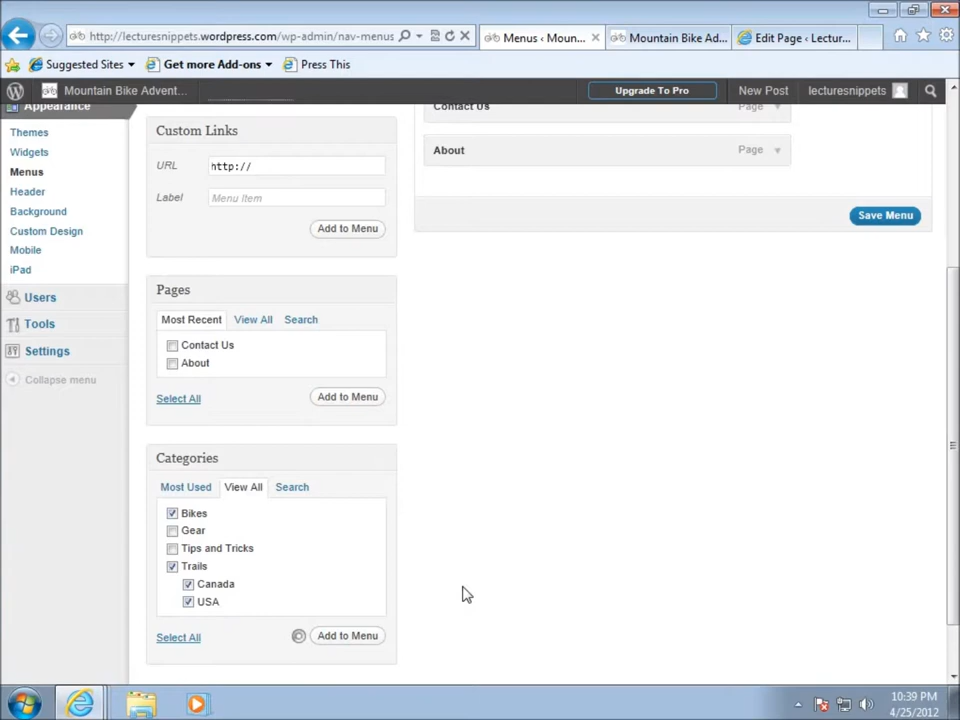 http://lecturesnippets.wordpress.com/wp-admin/nav-menus
Menus ‹ Moun...
Mountain Bike Ad...
Edit Page ‹ Lectur...
Suggested Sites
Get more Add-ons
Press This
Mountain Bike Advent...
Upgrade To Pro
New Post
lecturesnippets
Appearance
Themes
Widgets
Menus
Header
Background
Custom Design
Mobile
iPad
Users
Tools
Settings
Collapse menu
Custom Links
URL
http://
Label
Menu Item
Add to Menu
Pages
Most Recent
View All
Search
Contact Us
About
Select All
Add to Menu
Categories
Most Used
View All
Search
Bikes
Gear
Tips and Tricks
Trails
Canada
USA
Select All
Add to Menu
Contact Us
Page
About
Page
Save Menu
10:39 PM
4/25/2012